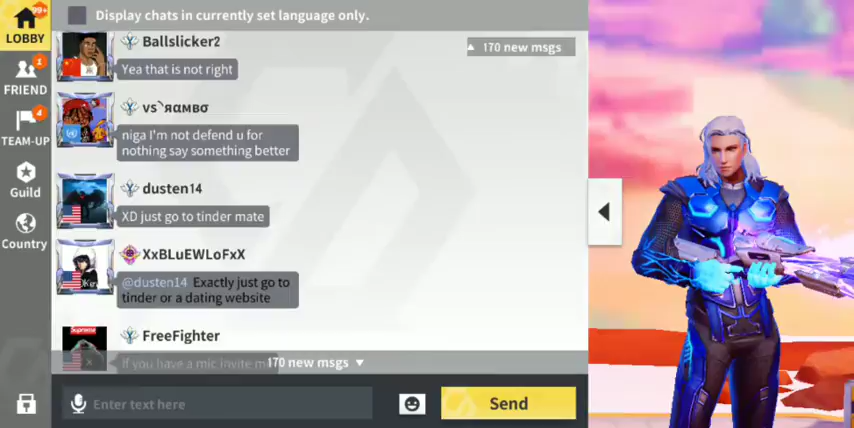 99+
LOBBY
Display chats in currently set language only.
Ballslicker2
170 new msgs
Yea that is not right
1
FRIEND
vs`яαмвσ
niga I'm not defend u for
nothing say something better
4
TEAM-UP
dusten14
XD just go to tinder mate
Guild
XxBLuEWLoFxX
@dusten14 Exactly just go to
tinder or a dating website
Country
Supreme
FreeFighter
If you have a mic invite m
170 new msgs
Enter text here
Send